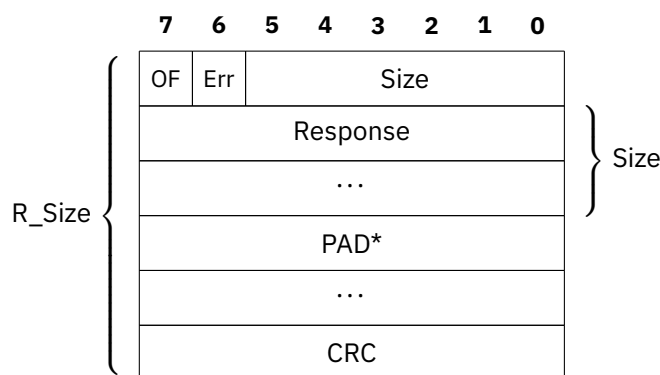 7 6 5 4 3 2 1 0
OF Err Size
Response
...
Size
R_Size
PAD*
...
CRC